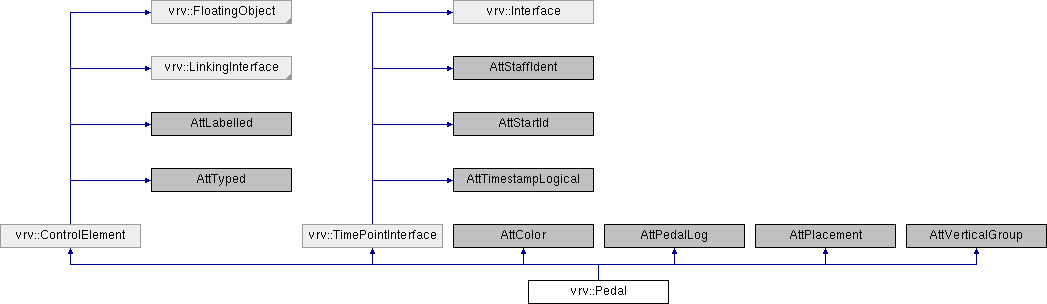 vrv::FloatingObject
vrv::Interface
vrv::LinkingInterface
AttStaffIdent
AttLabelled
AttStartId
AttTyped
AttTimestampLogical
vrv::ControlElement
vrv::TimePointInterface
AttColor
AttPedalLog
AttPlacement
AttVerticalGroup
vrv::Pedal